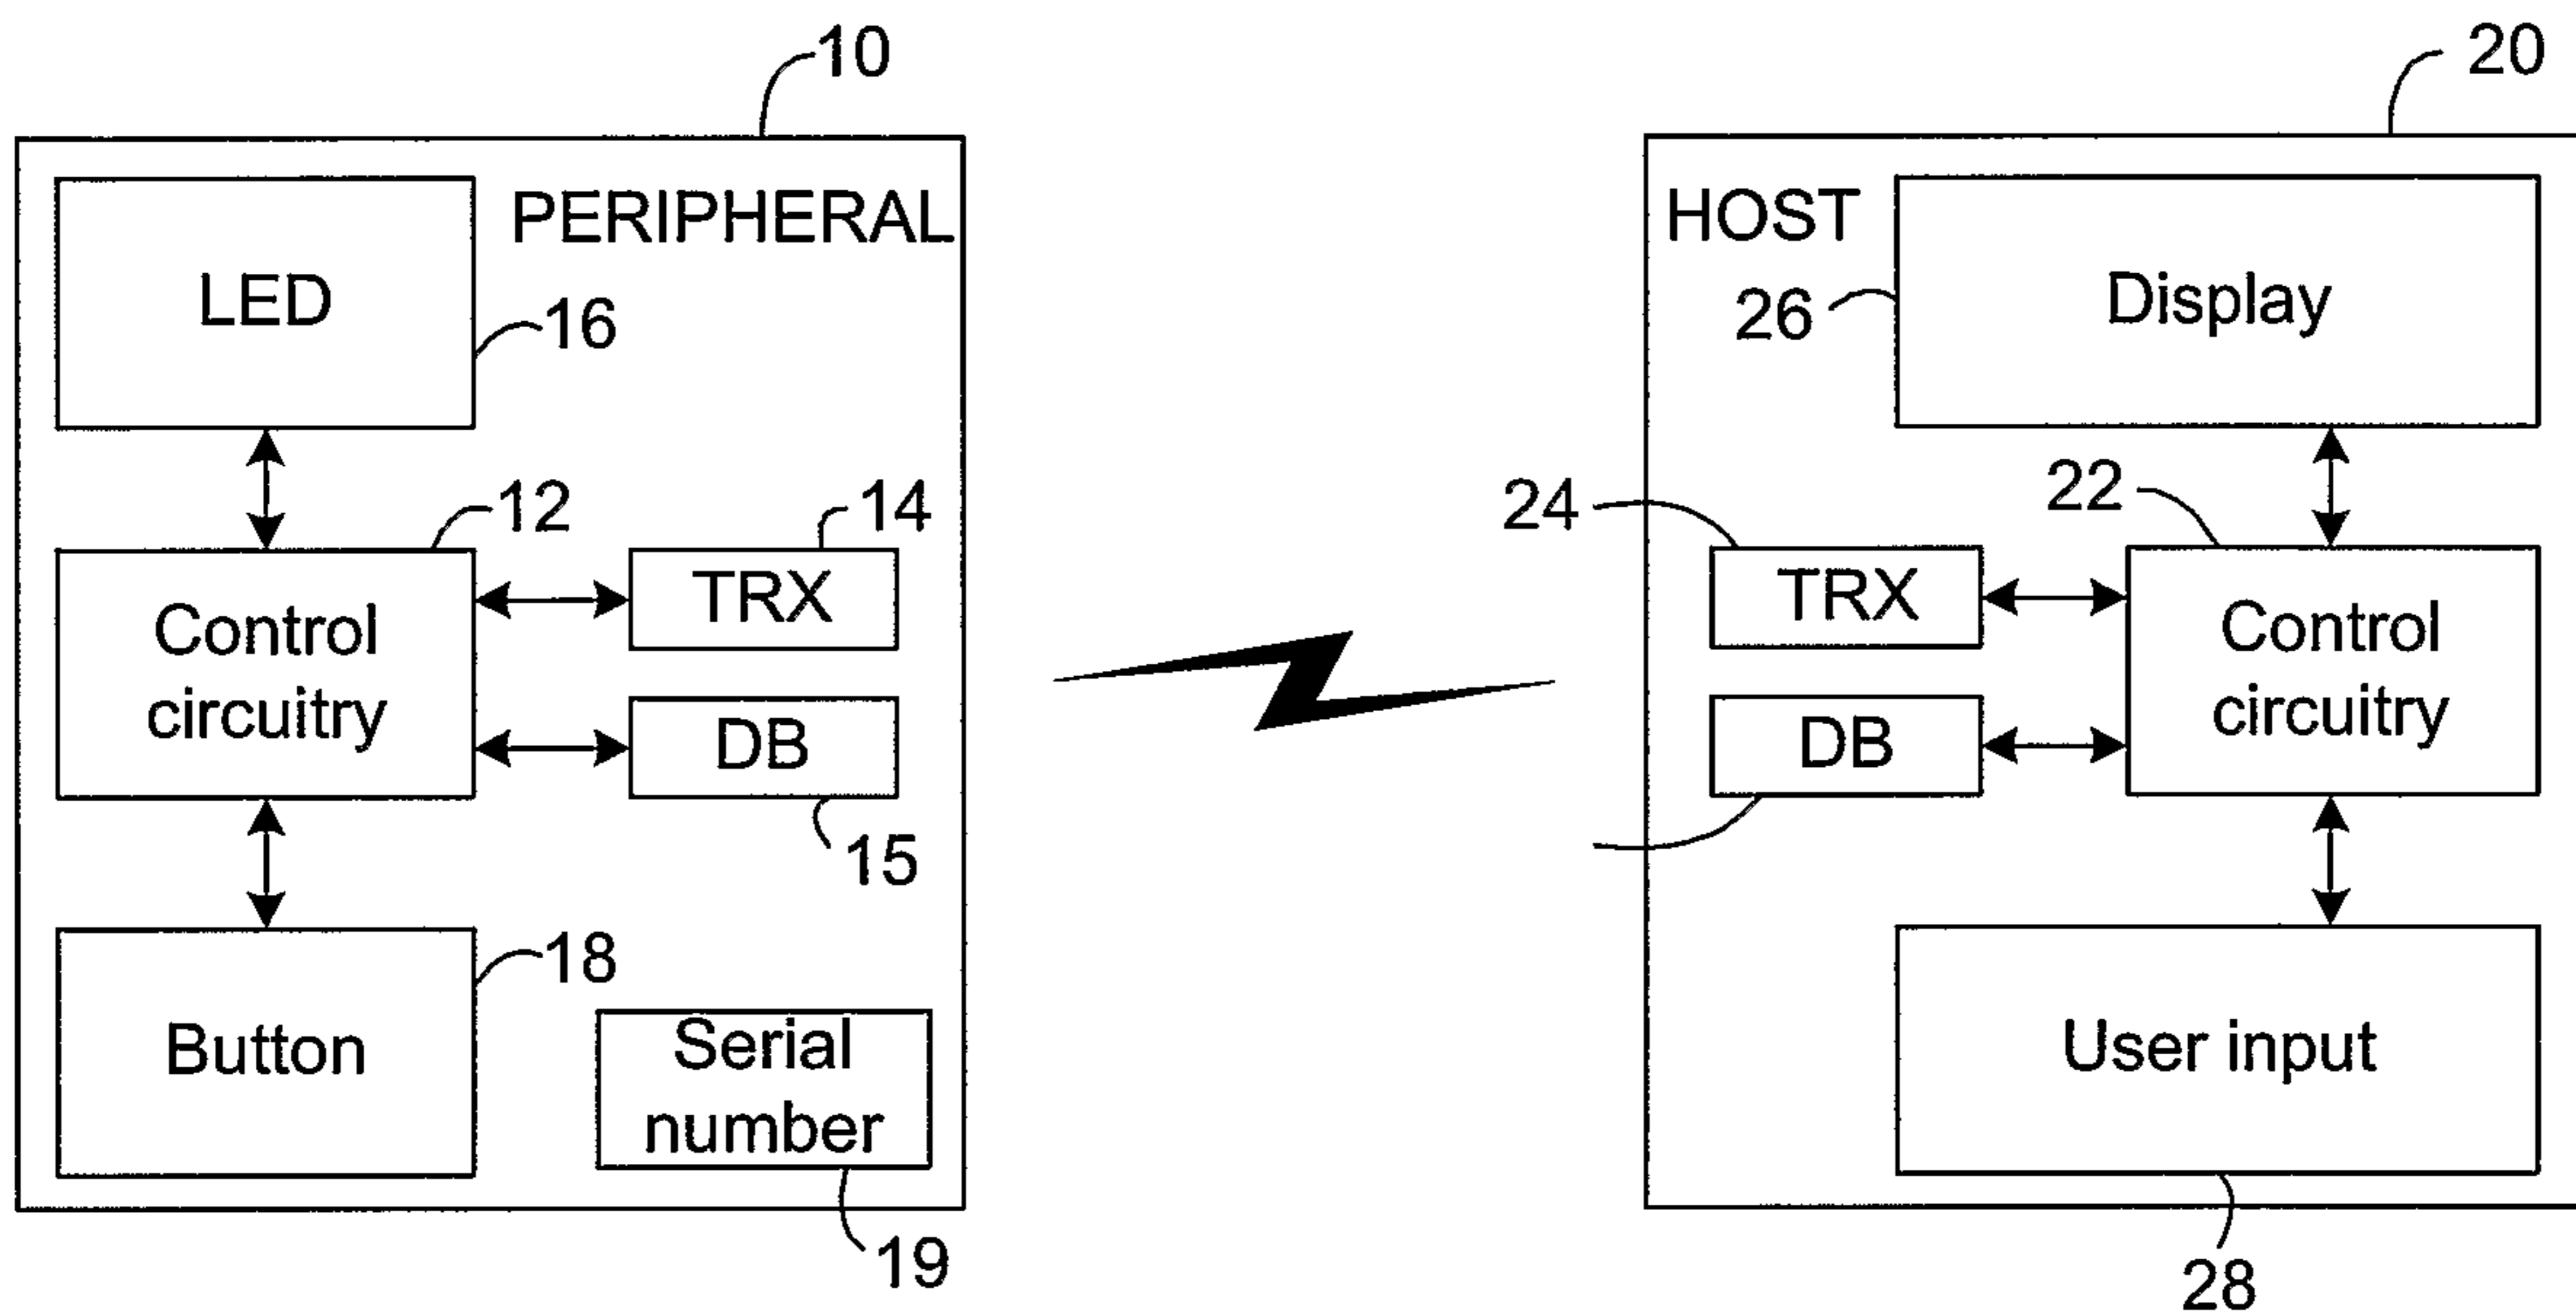 10
PERIPHERAL
LED
16
12
14
Control
circuitry
TRX
DB
15
18
Button
Serial
number
19
20
HOST
26
Display
22
24
TRX
Control
circuitry
DB
User input
28